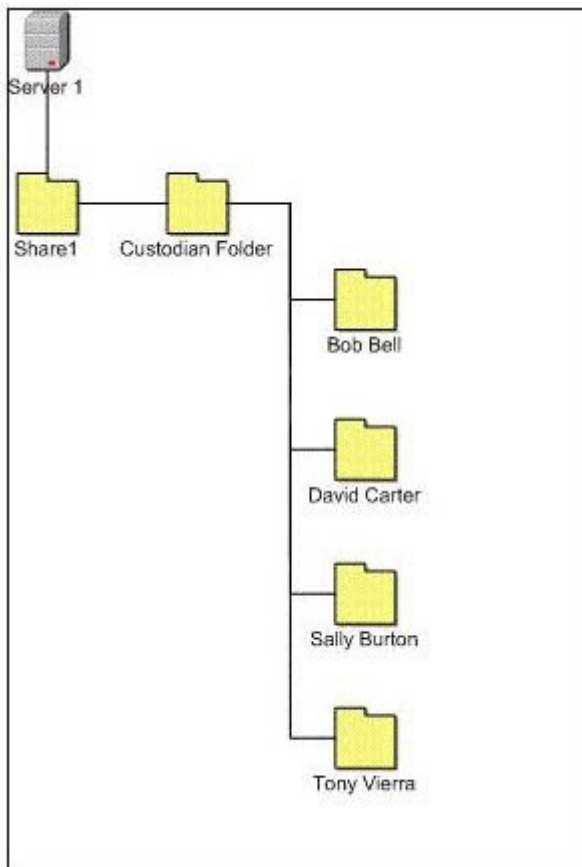 Server 1
Share1
Custodian Folder
Bob Bell
David Carter
Sally Burton
Tony Vierra